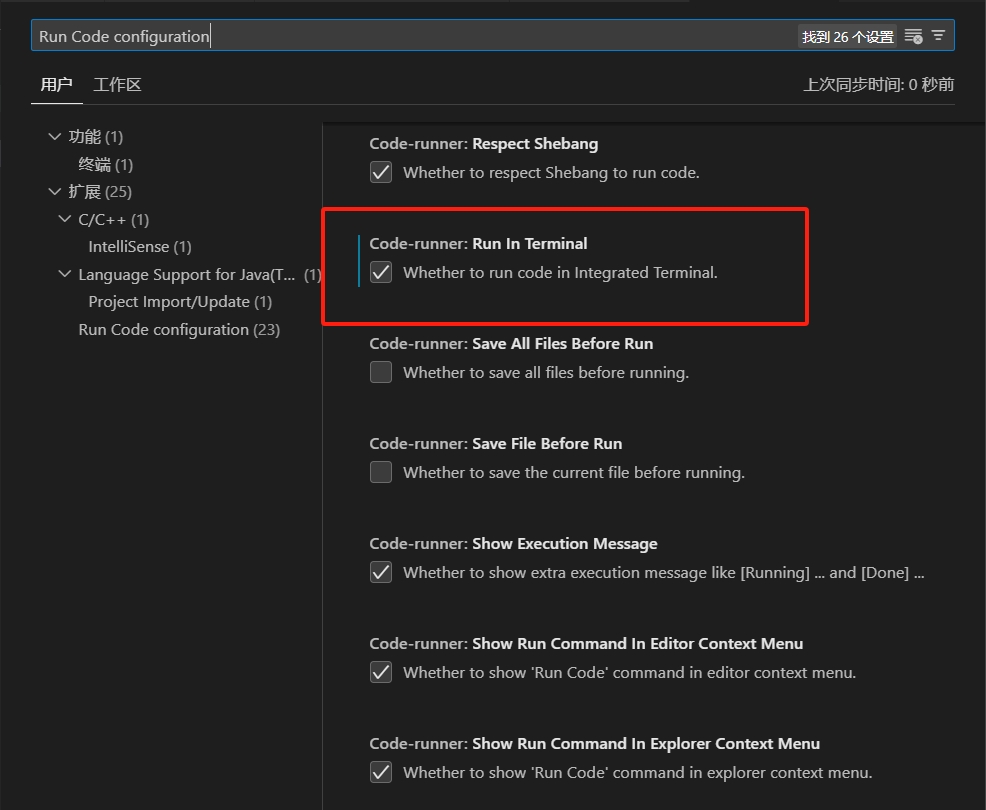 Run Code configuration 找到 26 个设置
用户 工作区 上次同步时间: 0 秒前
功能 (1)
终端 (1)
扩展 (25)
C/C++ (1)
IntelliSense (1)
Language Support for Java(T... (1)
Project Import/Update (1)
Run Code configuration (23)
Code-runner: Respect Shebang
Whether to respect Shebang to run code.
Code-runner: Run In Terminal
Whether to run code in Integrated Terminal.
Code-runner: Save All Files Before Run
Whether to save all files before running.
Code-runner: Save File Before Run
Whether to save the current file before running.
Code-runner: Show Execution Message
Whether to show extra execution message like [Running] ... and [Done] ...
Code-runner: Show Run Command In Editor Context Menu
Whether to show 'Run Code' command in editor context menu.
Code-runner: Show Run Command In Explorer Context Menu
Whether to show 'Run Code' command in explorer context menu.